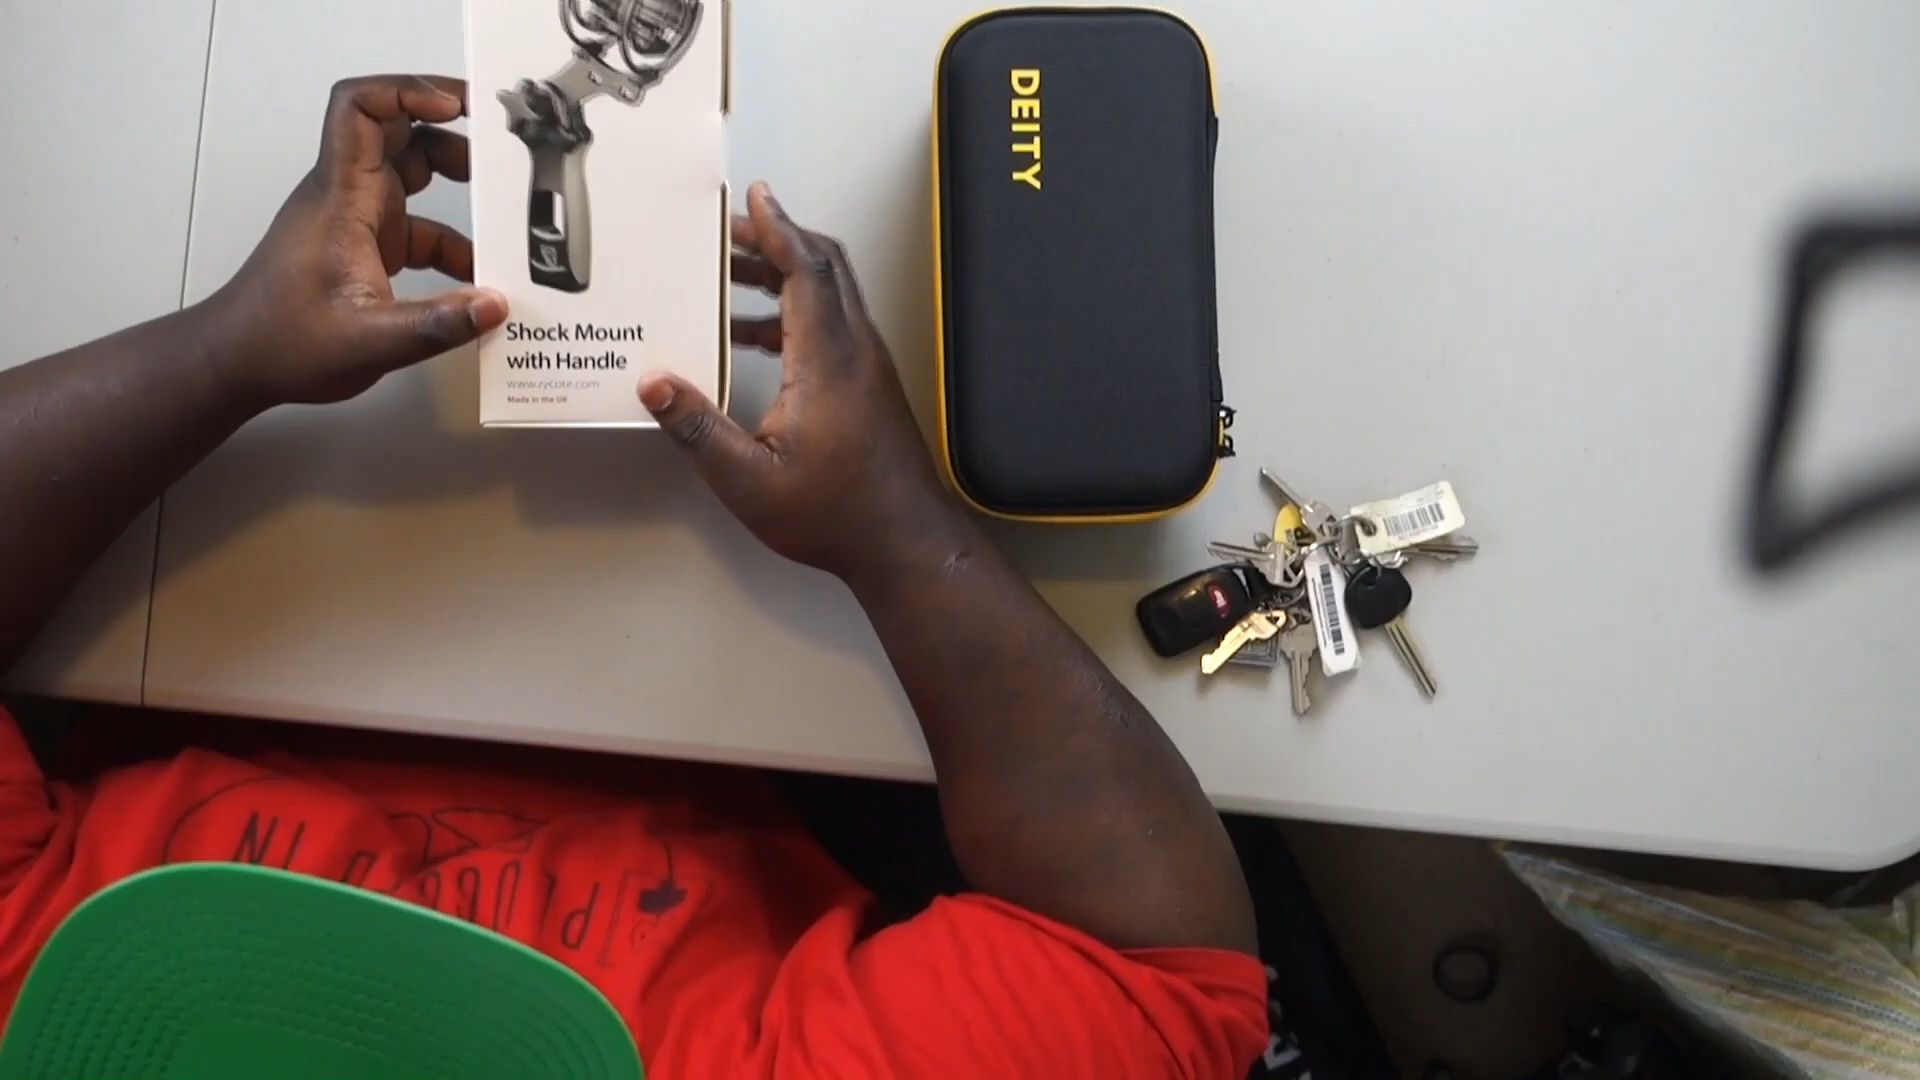 Shock Mount
with Handle
www.rycote.com
Made in the UK
DEITY